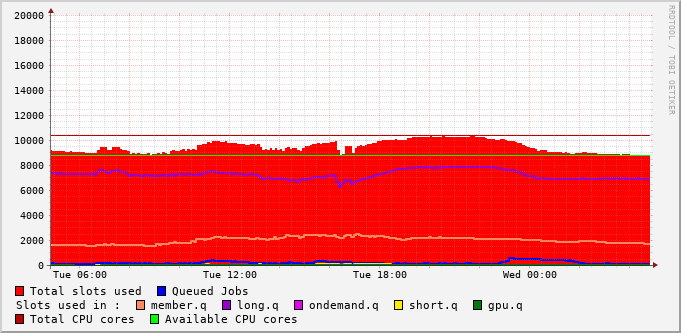 20000
18000
16000
14000
12000
10000
8000
6000
4000
2000
0
Tue 06:00 Tue 12:00 Tue 18:00 Wed 00:00
Total slots used Queued Jobs
Slots used in : member.q long.q ondemand.q short.q gpu.q
Total CPU cores Available CPU cores
RRDTOOL / TOBI OETIKER